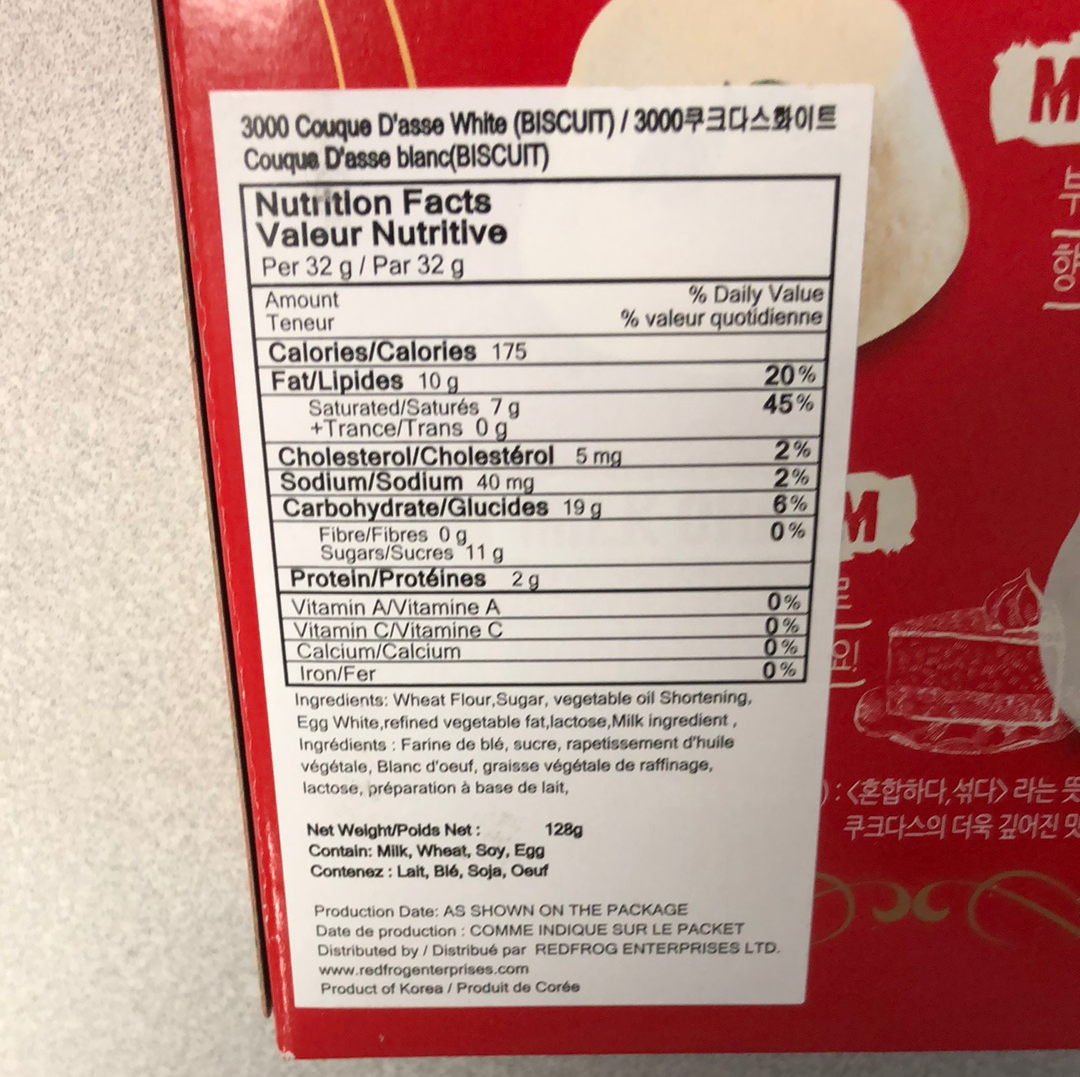 3000 Couque D'asse White (BISCUIT) / 3000쿠크다스화이트
Couque D'asse blanc(BISCUIT)
Nutrition Facts
Valeur Nutritive
Per 32 g / Par 32 g
Amount % Daily Value
Teneur % valeur quotidienne
Calories/Calories 175
Fat/Lipides 10 g 20%
Saturated/Saturés 7 g 45%
+Trance/Trans 0 g
Cholesterol/Cholestérol 5 mg 2%
Sodium/Sodium 40 mg 2%
Carbohydrate/Glucides 19 g 6%
Fibre/Fibres 0 g 0%
Sugars/Sucres 11 g
Protein/Protéines 2 g
Vitamin A/Vitamine A 0%
Vitamin C/Vitamine C 0%
Calcium/Calcium 0%
Iron/Fer 0%
Ingredients: Wheat Flour,Sugar, vegetable oil Shortening,
Egg White,refined vegetable fat,lactose,Milk ingredient ,
Ingrédients : Farine de blé, sucre, rapetissement d'huile
végétale, Blanc d'oeuf, graisse végétale de raffinage,
lactose, préparation à base de lait,
Net Weight/Poids Net : 128g
Contain: Milk, Wheat, Soy, Egg
Contenez : Lait, Blé, Soja, Oeuf
Production Date: AS SHOWN ON THE PACKAGE
Date de production : COMME INDIQUE SUR LE PACKET
Distributed by / Distribué par REDFROG ENTERPRISES LTD.
www.redfrogenterprises.com
Product of Korea / Produit de Corée
M
M
: <혼합하다, 섞다> 라는 뜻
쿠크다스의 더욱 깊어진 맛